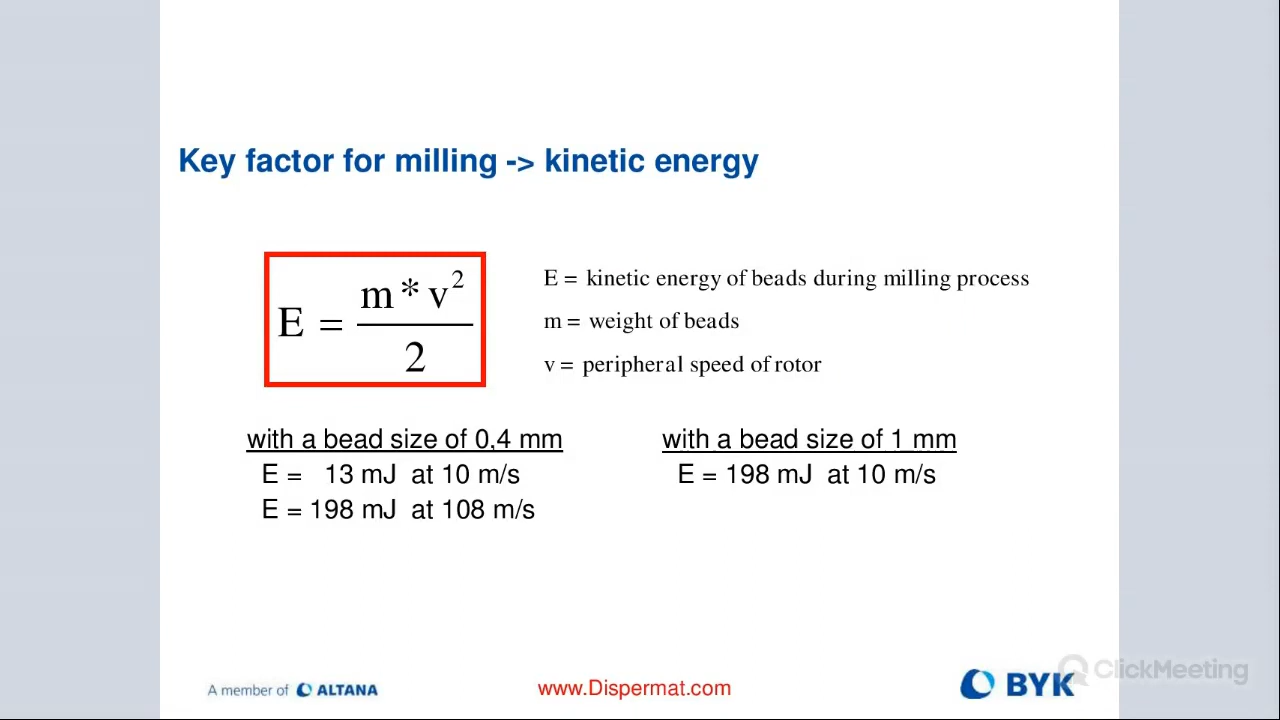 Key factor for milling -> kinetic energy
E = m * v² / 2
E = kinetic energy of beads during milling process
m = weight of beads
v = peripheral speed of rotor
with a bead size of 0,4 mm
E = 13 mJ at 10 m/s
E = 198 mJ at 108 m/s
with a bead size of 1 mm
E = 198 mJ at 10 m/s
A member of ALTANA
www.Dispermat.com
BYK
ClickMeeting